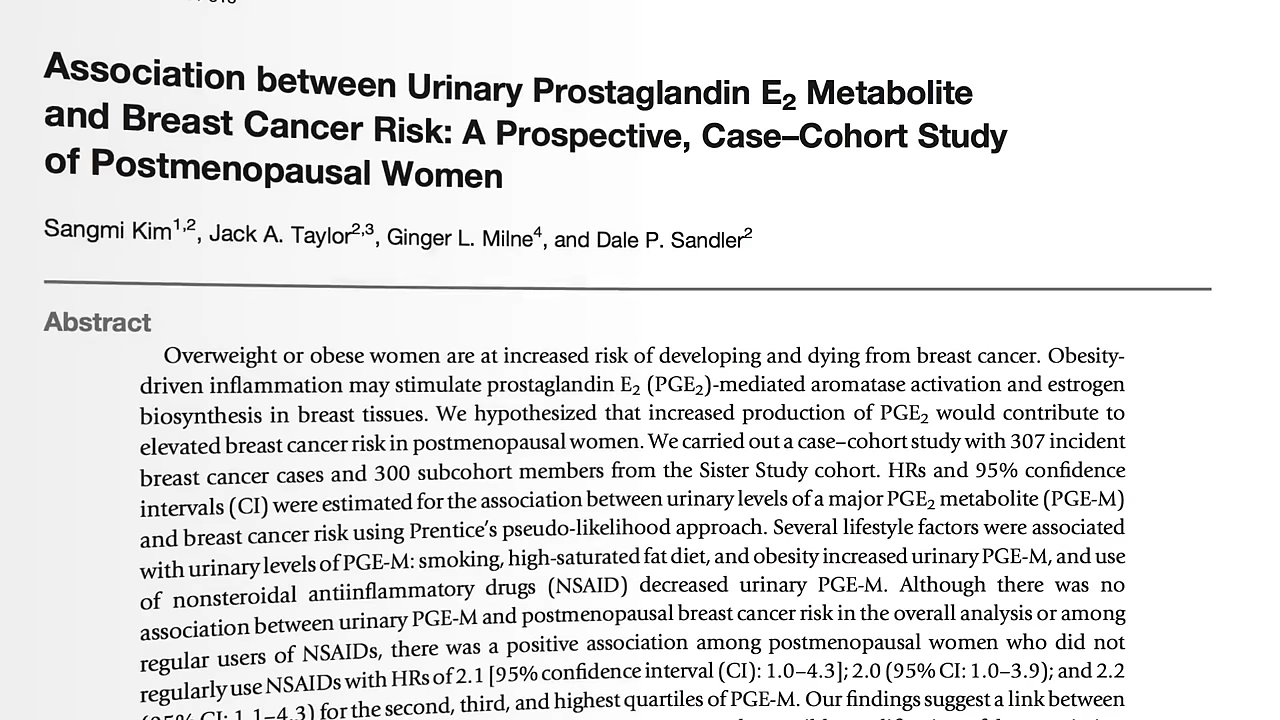 Association between Urinary Prostaglandin E₂ Metabolite
and Breast Cancer Risk: A Prospective, Case–Cohort Study
of Postmenopausal Women
Sangmi Kim¹,², Jack A. Taylor²,³, Ginger L. Milne⁴, and Dale P. Sandler²
Abstract
Overweight or obese women are at increased risk of developing and dying from breast cancer. Obesity-
driven inflammation may stimulate prostaglandin E₂ (PGE₂)-mediated aromatase activation and estrogen
biosynthesis in breast tissues. We hypothesized that increased production of PGE₂ would contribute to
elevated breast cancer risk in postmenopausal women. We carried out a case–cohort study with 307 incident
breast cancer cases and 300 subcohort members from the Sister Study cohort. HRs and 95% confidence
intervals (CI) were estimated for the association between urinary levels of a major PGE₂ metabolite (PGE-M)
and breast cancer risk using Prentice's pseudo-likelihood approach. Several lifestyle factors were associated
with urinary levels of PGE-M: smoking, high-saturated fat diet, and obesity increased urinary PGE-M, and use
of nonsteroidal antiinflammatory drugs (NSAID) decreased urinary PGE-M. Although there was no
association between urinary PGE-M and postmenopausal breast cancer risk in the overall analysis or among
regular users of NSAIDs, there was a positive association among postmenopausal women who did not
regularly use NSAIDs with HRs of 2.1 [95% confidence interval (CI): 1.0–4.3]; 2.0 (95% CI: 1.0–3.9); and 2.2
(95% CI: 1.1–4.3) for the second, third, and highest quartiles of PGE-M. Our findings suggest a link between